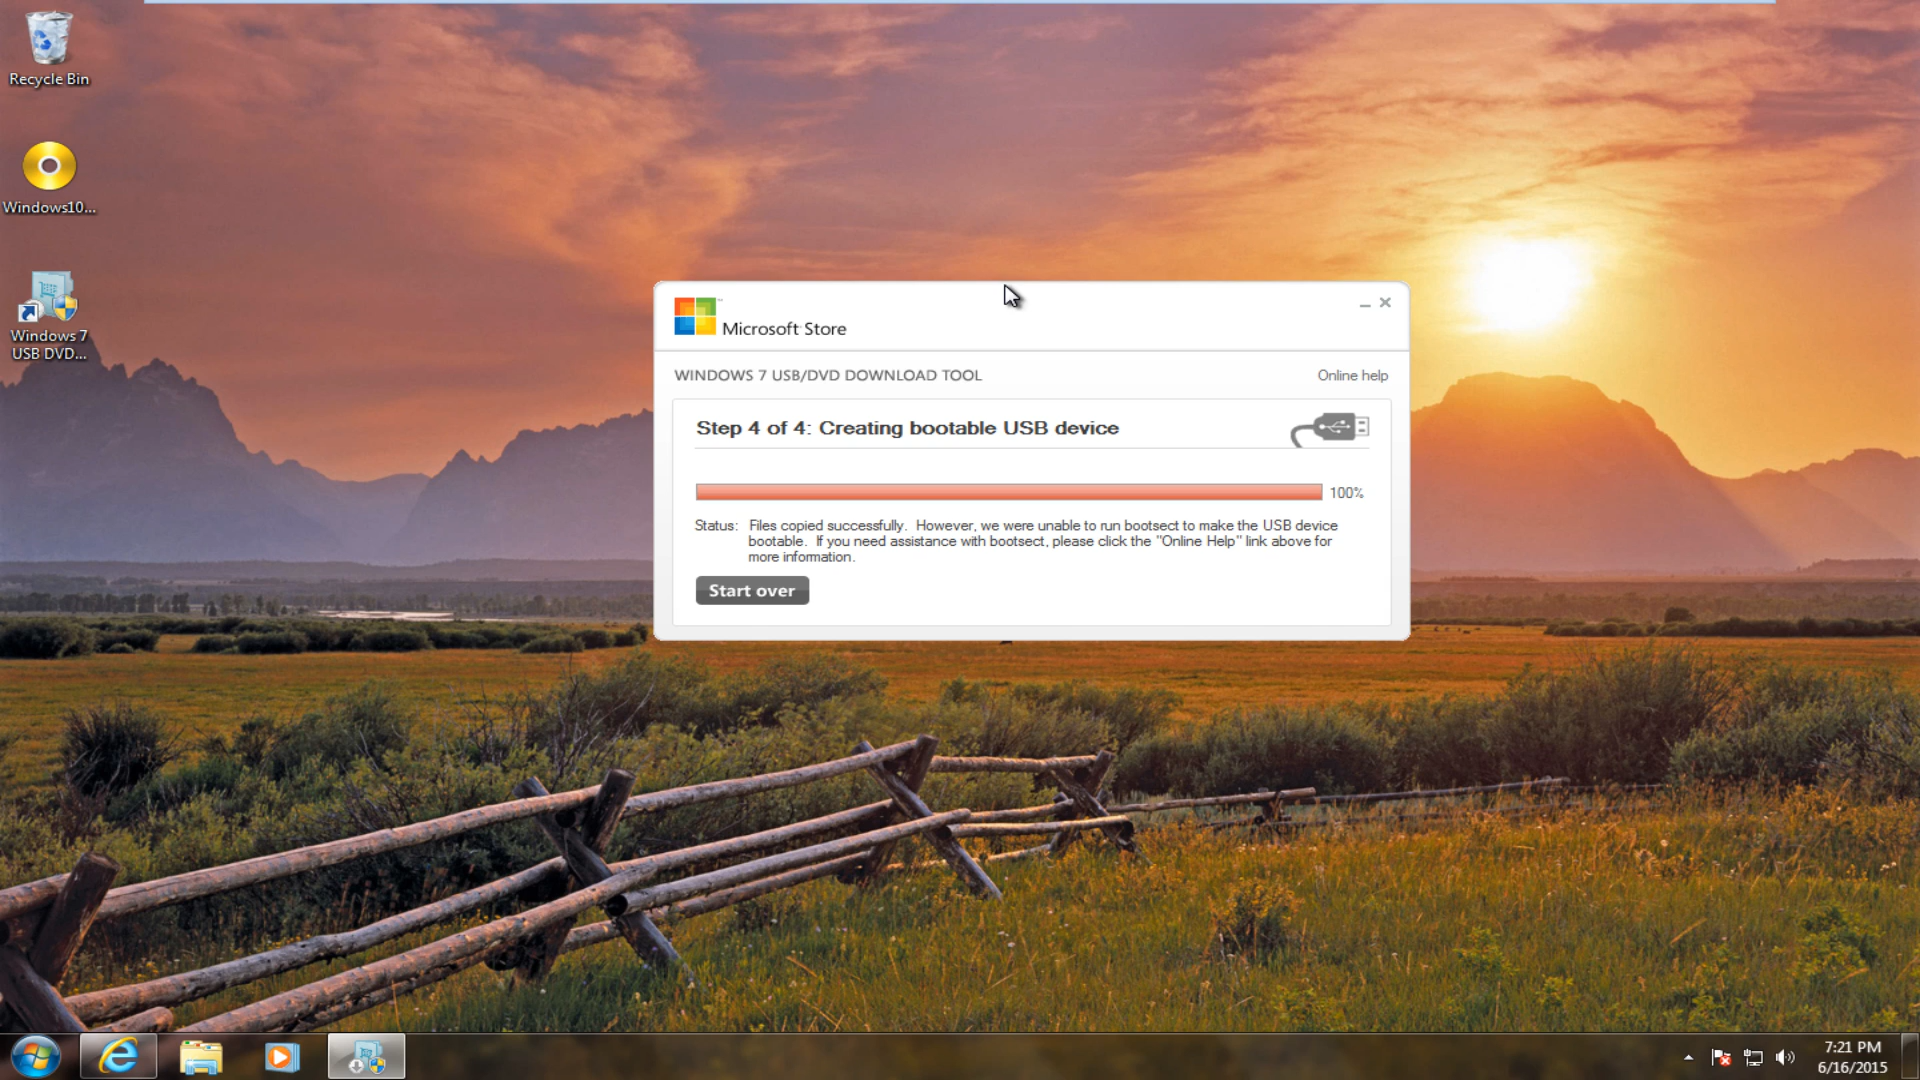 Recycle Bin
Windows10...
Windows 7
USB DVD...
Microsoft Store
WINDOWS 7 USB/DVD DOWNLOAD TOOL
Online help
Step 4 of 4: Creating bootable USB device
100%
Status: Files copied successfully. However, we were unable to run bootsect to make the USB device
bootable. If you need assistance with bootsect, please click the "Online Help" link above for
more information.
Start over
7:21 PM
6/16/2015